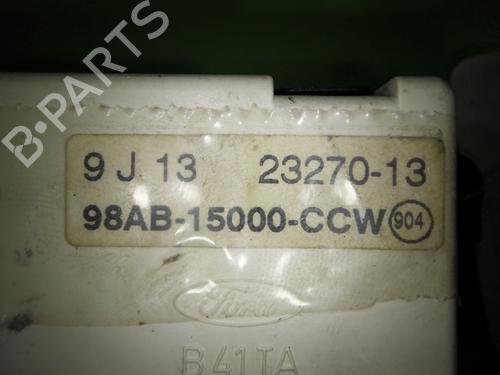 B-PARTS
9 J 13 23270-13
98AB-15000-CCW 904
Ford
B41TA